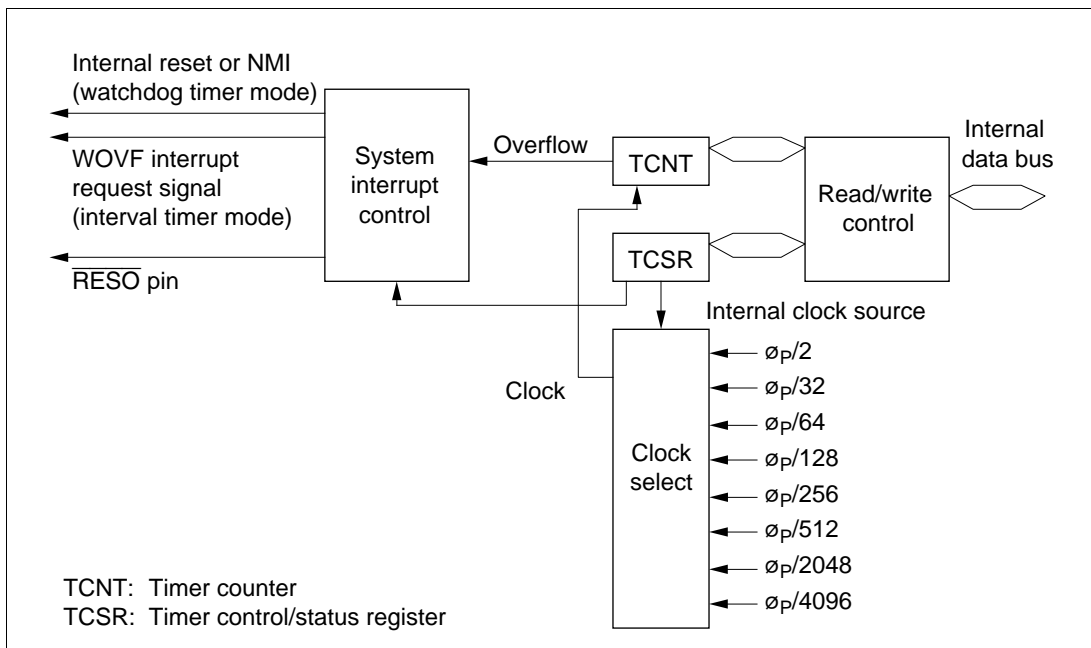 Internal reset or NMI
(watchdog timer mode)
WOVF interrupt
request signal
(interval timer mode)
RESO pin
System
interrupt
control
Overflow
TCNT
TCSR
Read/write
control
Internal
data bus
Internal clock source
Clock
Clock
select
øP/2
øP/32
øP/64
øP/128
øP/256
øP/512
øP/2048
øP/4096
TCNT: Timer counter
TCSR: Timer control/status register